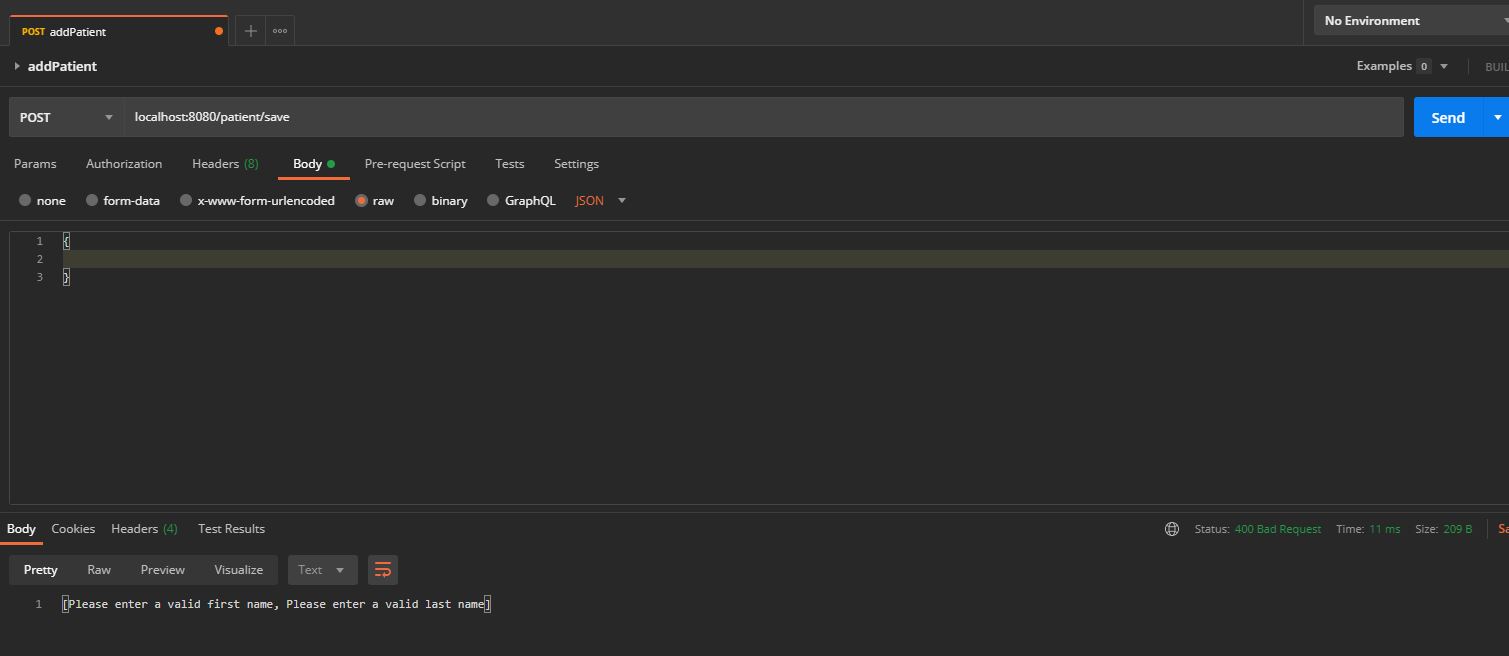 POST addPatient
No Environment
addPatient
Examples 0
BUIL
POST localhost:8080/patient/save
Send
Params Authorization Headers (8) Body Pre-request Script Tests Settings
none form-data x-www-form-urlencoded raw binary GraphQL JSON
1 {
2
3 }
Body Cookies Headers (4) Test Results
Status: 400 Bad Request Time: 11 ms Size: 209 B Sa
Pretty Raw Preview Visualize Text
1 [Please enter a valid first name, Please enter a valid last name]